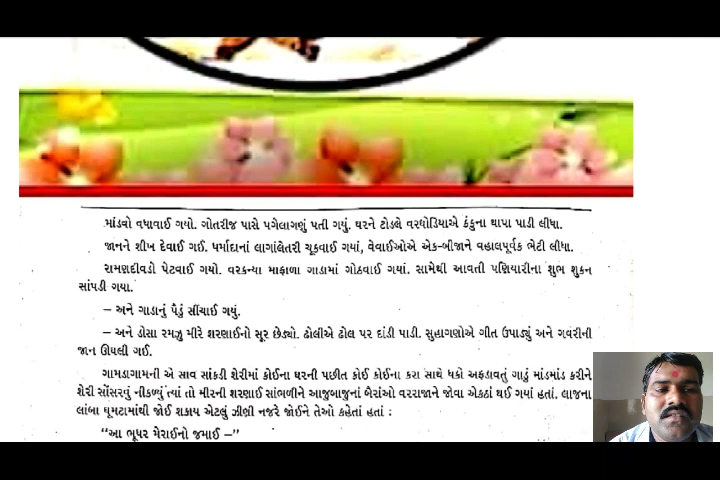 માંડવો વધાવાઈ ગયો. ગોતરીજ પાસે પગેલાગણું પતી ગયું. ઘરને ટોડલે વરઘોડિયાએ કંકુના થાપા પાડી લીધા.
જાનને શીખ દેવાઈ ગઈ. ધર્માદાનાં લાગાંલેતરી ચૂકવાઈ ગયાં, વેવાઈઓએ એક-બીજાને વહાલપૂર્વક ભેટી લીધા.
રામણદીવડો પેટવાઈ ગયો. વરકન્યા માફાળા ગાડામાં ગોઠવાઈ ગયાં. સામેથી આવતી પણિયારીના શુભ શુકન
સાંપડી ગયા.
– અને ગાડાનું પૈડું સીંચાઈ ગયું.
– અને ડોસા રમઝુ મીરે શરણાઈનો સૂર છેડ્યો. ઢોલીએ ઢોલ પર દાંડી પાડી. સુહાગણોએ ગીત ઉપાડ્યું અને ગવરીની
જાન ઊઘલી ગઈ.
ગામડાગામની એ સાવ સાંકડી શેરીમાં કોઈના ઘરની પછીત કોઈ કોઈના કરા સાથે ધકો અફડાવતું ગાડું માંડમાંડ કરીને
શેરી સોંસરવું નીકળ્યું ત્યાં તો મીરની શરણાઈ સાંભળીને આજુબાજુનાં બૈરાંઓ વરરાજાને જોવા એકઠાં થઈ ગયાં હતાં. લાજના
લાંબા ઘૂમટામાંથી જોઈ શકાય એટલું ઝીણી નજરે જોઈને તેઓ કહેતાં હતાં :
“આ ભૂધર મેરાઈનો જમાઈ –”